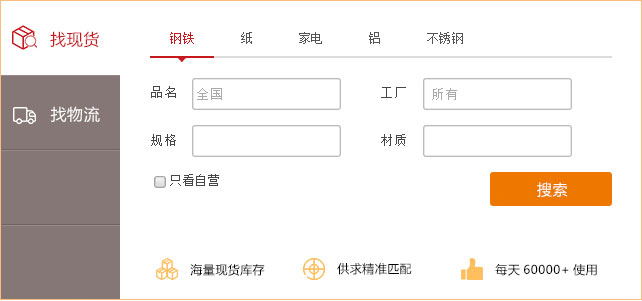 找现货
找物流
钢铁 纸 家电 铝 不锈钢
品名 全国 工厂 所有
规格 材质
只看自营
搜索
海量现货库存 供求精准匹配 每天 60000+ 使用